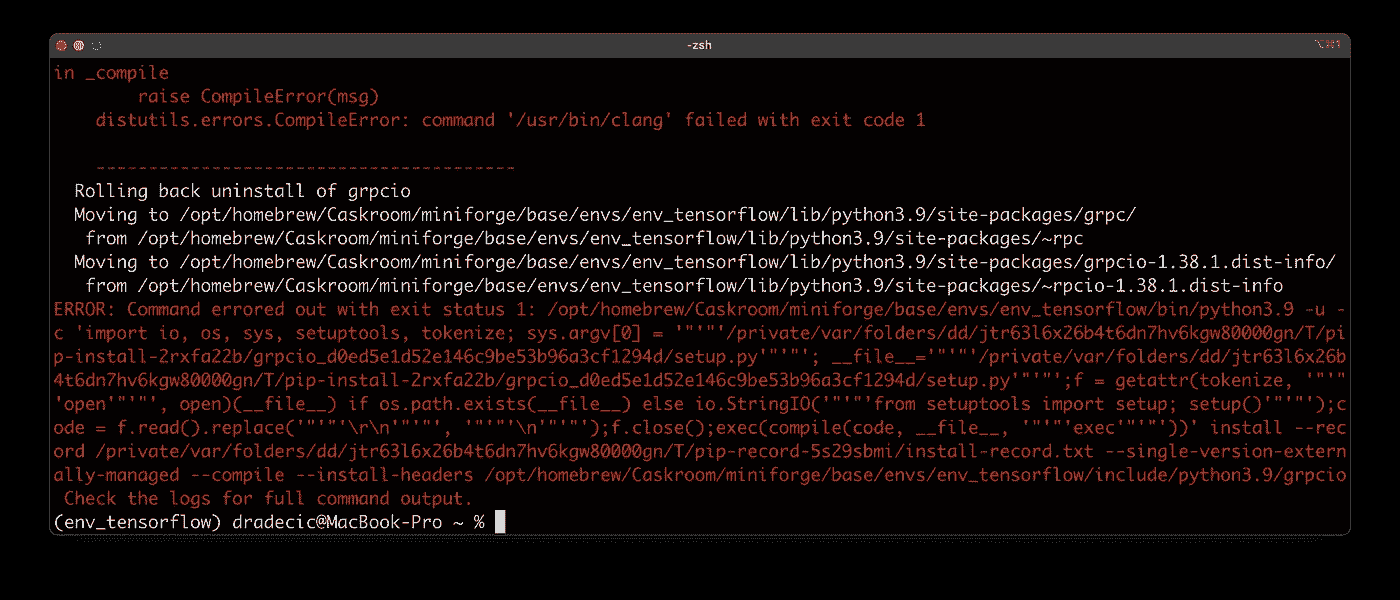 -zsh
⌥⌘1
in _compile
raise CompileError(msg)
distutils.errors.CompileError: command '/usr/bin/clang' failed with exit code 1
----------------------------------------
Rolling back uninstall of grpcio
Moving to /opt/homebrew/Caskroom/miniforge/base/envs/env_tensorflow/lib/python3.9/site-packages/grpc/
from /opt/homebrew/Caskroom/miniforge/base/envs/env_tensorflow/lib/python3.9/site-packages/~rpc
Moving to /opt/homebrew/Caskroom/miniforge/base/envs/env_tensorflow/lib/python3.9/site-packages/grpcio-1.38.1.dist-info/
from /opt/homebrew/Caskroom/miniforge/base/envs/env_tensorflow/lib/python3.9/site-packages/~rpcio-1.38.1.dist-info
ERROR: Command errored out with exit status 1: /opt/homebrew/Caskroom/miniforge/base/envs/env_tensorflow/bin/python3.9 -u -
c 'import io, os, sys, setuptools, tokenize; sys.argv[0] = '"'"'/private/var/folders/dd/jtr63l6x26b4t6dn7hv6kgw80000gn/T/pi
p-install-2rxfa22b/grpcio_d0ed5e1d52e146c9be53b96a3cf1294d/setup.py'"'"'; __file__='"'"'/private/var/folders/dd/jtr63l6x26b
4t6dn7hv6kgw80000gn/T/pip-install-2rxfa22b/grpcio_d0ed5e1d52e146c9be53b96a3cf1294d/setup.py'"'"';f = getattr(tokenize, '"'"
'open'"'"', open)(__file__) if os.path.exists(__file__) else io.StringIO('"'"'from setuptools import setup; setup()'"'"');c
ode = f.read().replace('"'"'\r\n'"'"', '"'"'\n'"'"');f.close();exec(compile(code, __file__, '"'"'exec'"'"'))' install --rec
ord /private/var/folders/dd/jtr63l6x26b4t6dn7hv6kgw80000gn/T/pip-record-5s29sbmi/install-record.txt --single-version-extern
ally-managed --compile --install-headers /opt/homebrew/Caskroom/miniforge/base/envs/env_tensorflow/include/python3.9/grpcio
Check the logs for full command output.
(env_tensorflow) dradecic@MacBook-Pro ~ %